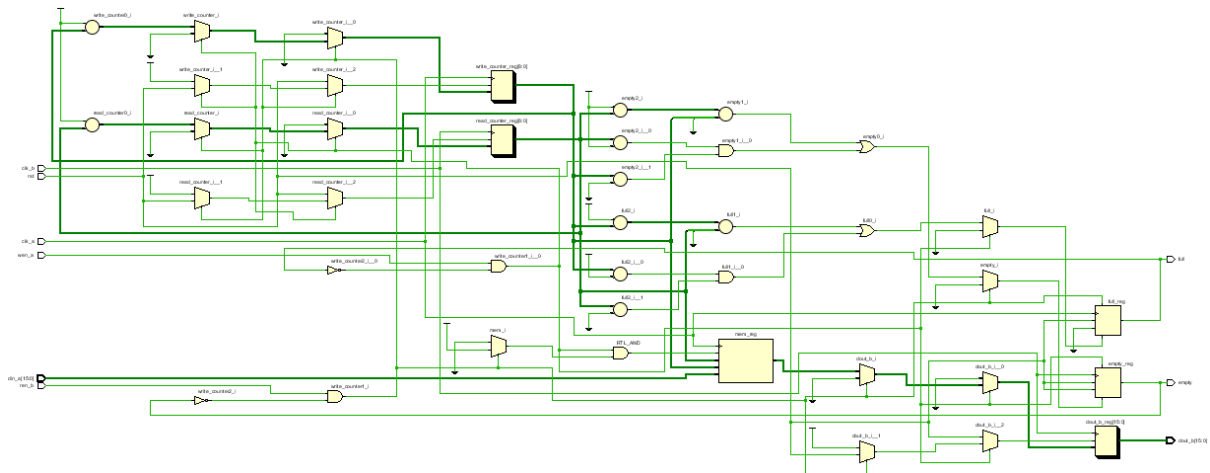 write_counter0_i
write_counter_i
write_counter_i__0
write_counter_i__1
write_counter_i__2
write_counter_reg[8:0]
read_counter0_i
read_counter_i
read_counter_i__0
read_counter_reg[8:0]
read_counter_i__1
read_counter_i__2
empty2_i
empty1_i
empty2_i__0
empty1_i__0
empty0_i
empty2_i__1
full2_i
full1_i
full0_i
full_i
full2_i__0
full1_i__0
full2_i__1
empty_i
clk_b
rst
clk_a
wen_a
write_counter2_i__0
write_counter1_i__0
full
full_reg
mem_i
RTL_AND
mem_reg
din_a[15:0]
ren_b
write_counter2_i
write_counter1_i
dout_b_i
dout_b_i__0
empty_reg
empty
dout_b_i__1
dout_b_i__2
dout_b_reg[15:0]
dout_b[15:0]